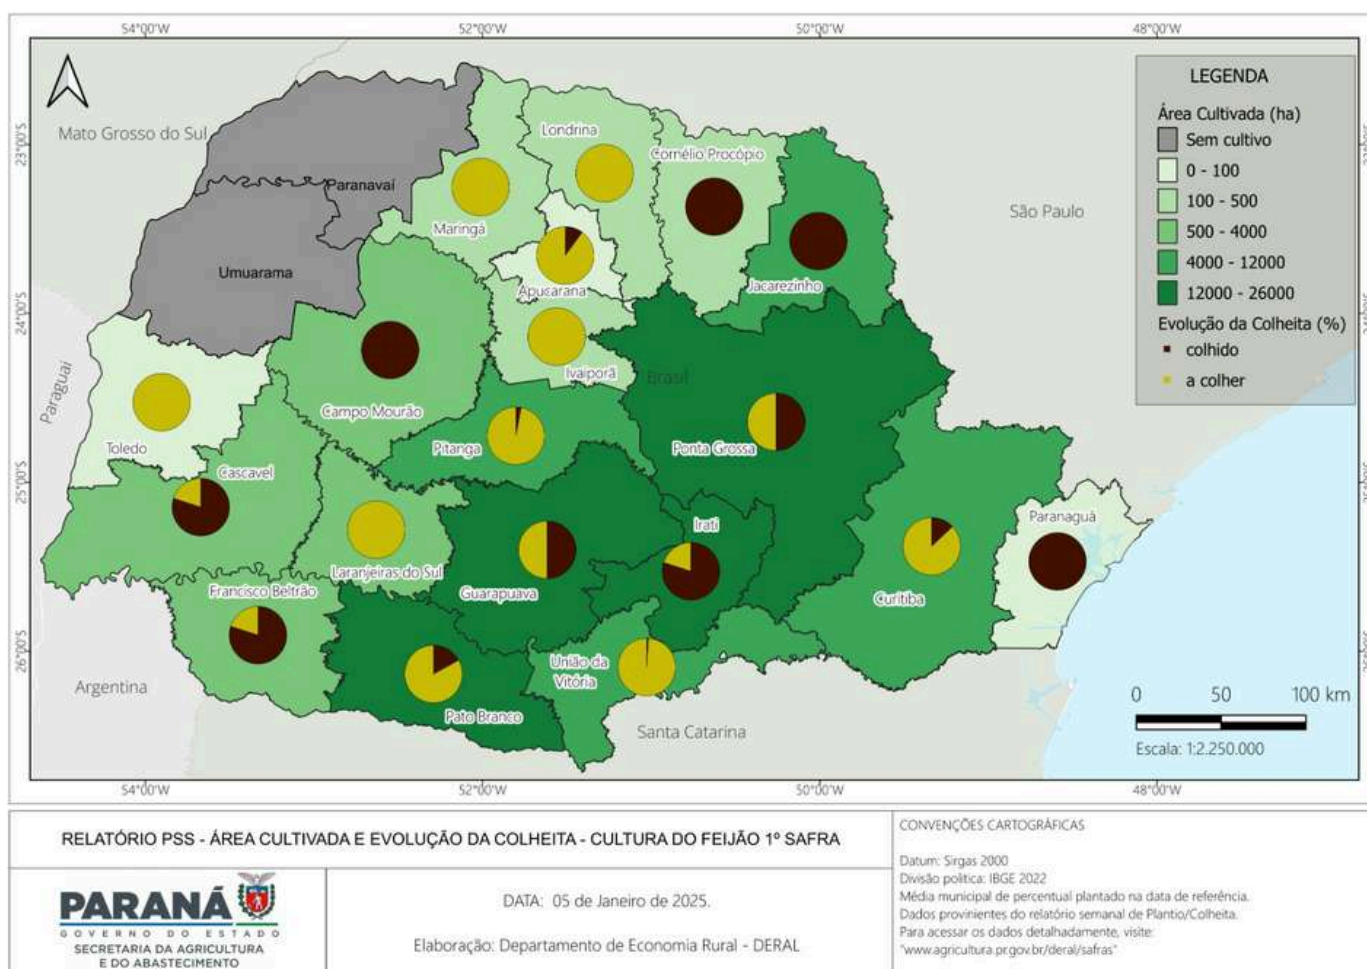 54°00'W 52°00'W 50°00'W 48°00'W
LEGENDA
Área Cultivada (ha)
Sem cultivo
0 - 100
100 - 500
500 - 4000
4000 - 12000
12000 - 26000
Evolução da Colheita (%)
colhido
a colher
Mato Grosso do Sul
23°00'S
Londrina
Cornélio Procópio
Paranavaí
São Paulo
Maringá
Umuarama
Apucarana
Jacarezinho
24°00'S
Ivaiporã
Brasil
Paraguai
Campo Mourão
Toledo
Pitanga
Ponta Grossa
Cascavel
25°00'S
Paranaguá
Irati
Laranjeiras do Sul
Francisco Beltrão
Guarapuava
Curitiba
26°00'S
União da
Vitória
Argentina
Pato Branco
Santa Catarina
0 50 100 km
Escala: 1:2.250.000
54°00'W 52°00'W 50°00'W 48°00'W
RELATÓRIO PSS - ÁREA CULTIVADA E EVOLUÇÃO DA COLHEITA - CULTURA DO FEIJÃO 1º SAFRA
PARANÁ
GOVERNO DO ESTADO
SECRETARIA DA AGRICULTURA
E DO ABASTECIMENTO
DATA: 05 de Janeiro de 2025.
Elaboração: Departamento de Economia Rural - DERAL
CONVENÇÕES CARTOGRÁFICAS
Datum: Sirgas 2000
Divisão política: IBGE 2022
Média municipal de percentual plantado na data de referência.
Dados provinientes do relatório semanal de Plantio/Colheita.
Para acessar os dados detalhadamente, visite:
"www.agricultura.pr.gov.br/deral/safras"